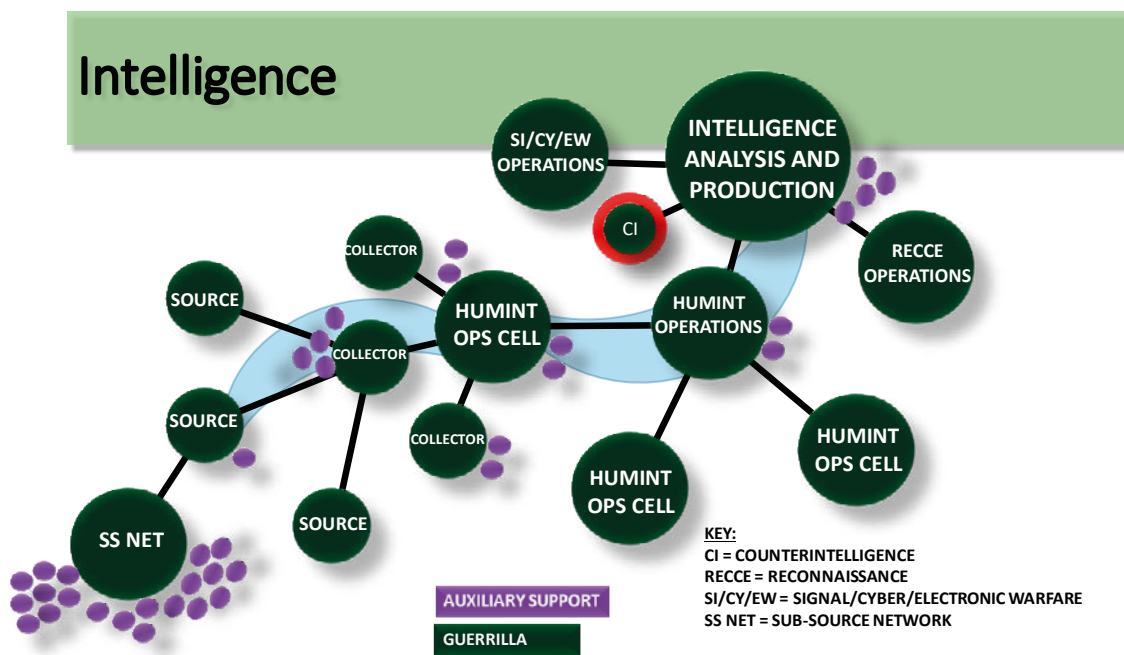 Intelligence
SI/CY/EW
OPERATIONS
INTELLIGENCE
ANALYSIS AND
PRODUCTION
CI
RECCE
OPERATIONS
COLLECTOR
SOURCE
HUMINT
OPS CELL
HUMINT
OPERATIONS
COLLECTOR
SOURCE
COLLECTOR
HUMINT
OPS CELL
HUMINT
OPS CELL
SOURCE
SS NET
KEY:
CI = COUNTERINTELLIGENCE
RECCE = RECONNAISSANCE
SI/CY/EW = SIGNAL/CYBER/ELECTRONIC WARFARE
SS NET = SUB-SOURCE NETWORK
AUXILIARY SUPPORT
GUERRILLA